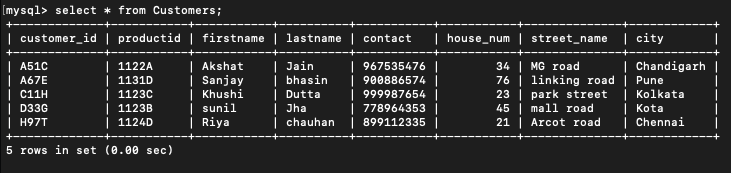 [mysql> select * from Customers;
+-------------+-----------+-----------+----------+-----------+-----------+--------------+------------+
| customer_id | productid | firstname | lastname | contact   | house_num | street_name  | city       |
+-------------+-----------+-----------+----------+-----------+-----------+--------------+------------+
| A51C        | 1122A     | Akshat    | Jain     | 967535476 |        34 | MG road      | Chandigarh |
| A67E        | 1131D     | Sanjay    | bhasin   | 900886574 |        76 | linking road | Pune       |
| C11H        | 1123C     | Khushi    | Dutta    | 999987654 |        23 | park street  | Kolkata    |
| D33G        | 1123B     | sunil     | Jha      | 778964353 |        45 | mall road    | Kota       |
| H97T        | 1124D     | Riya      | chauhan  | 899112335 |        21 | Arcot road   | Chennai    |
+-------------+-----------+-----------+----------+-----------+-----------+--------------+------------+
5 rows in set (0.00 sec)